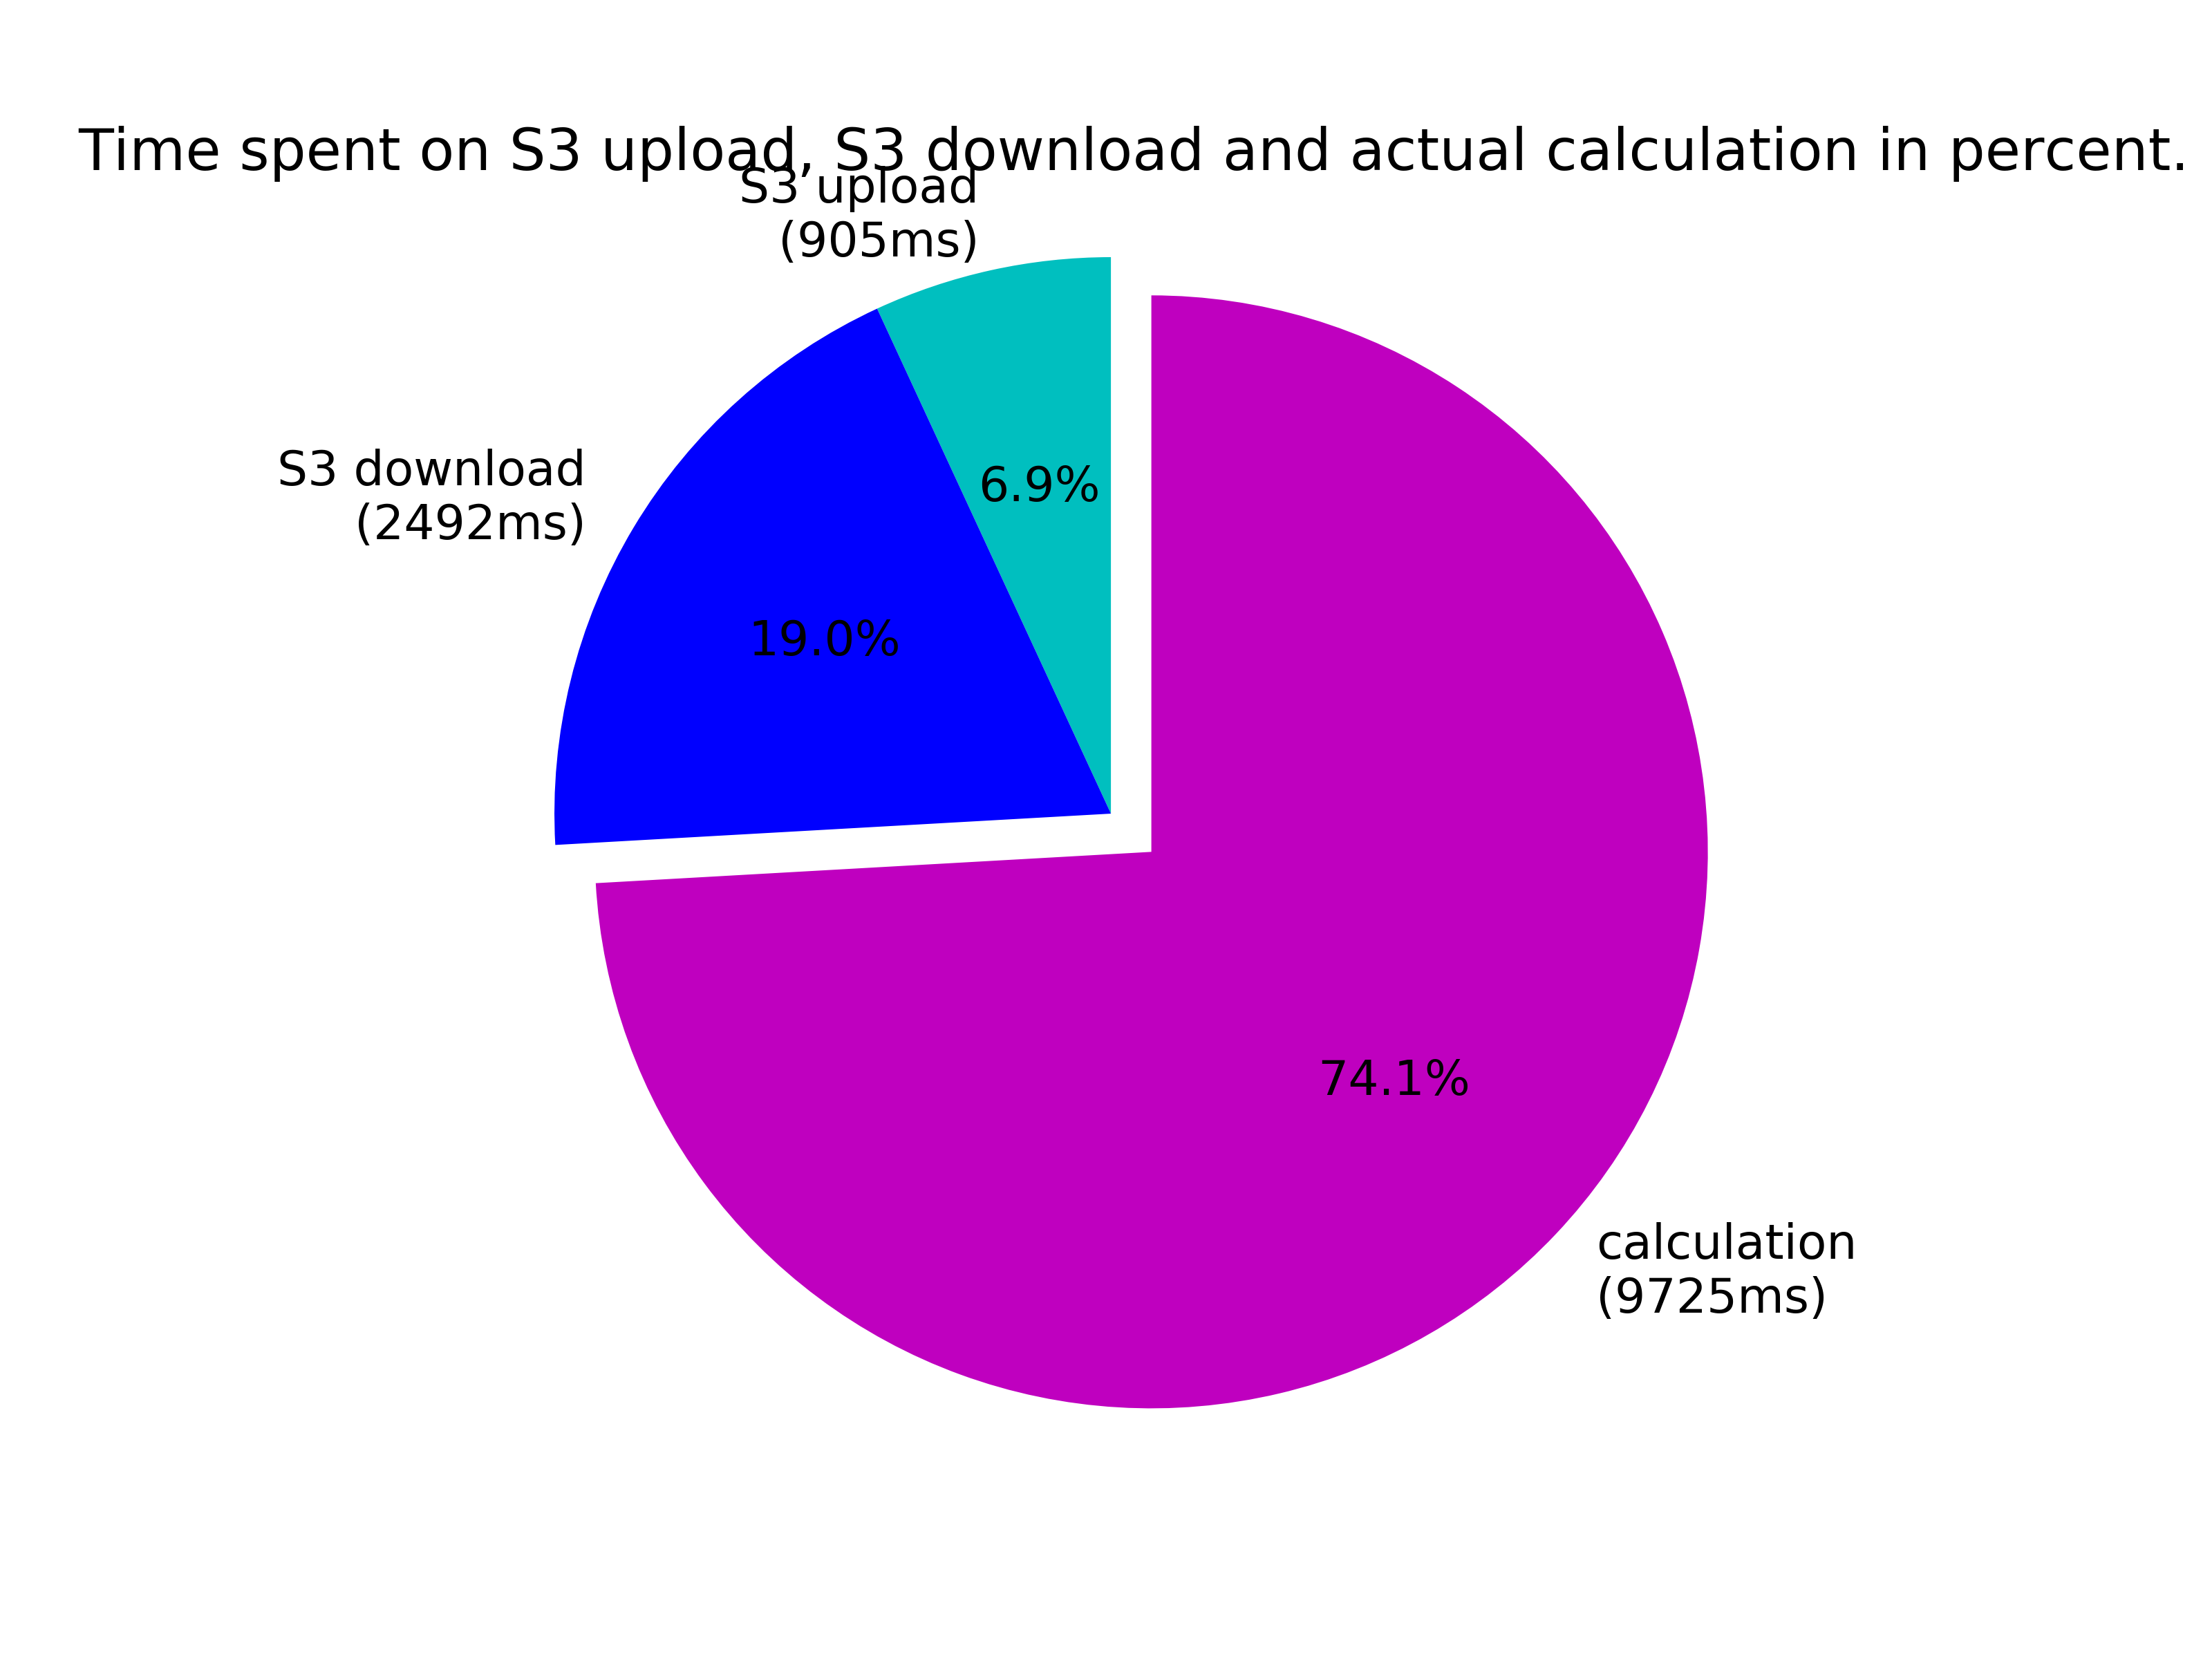 Time spent on S3 upload, S3 download and actual calculation in percent.
S3 upload
(905ms)
S3 download
(2492ms)
6.9%
19.0%
74.1%
calculation
(9725ms)